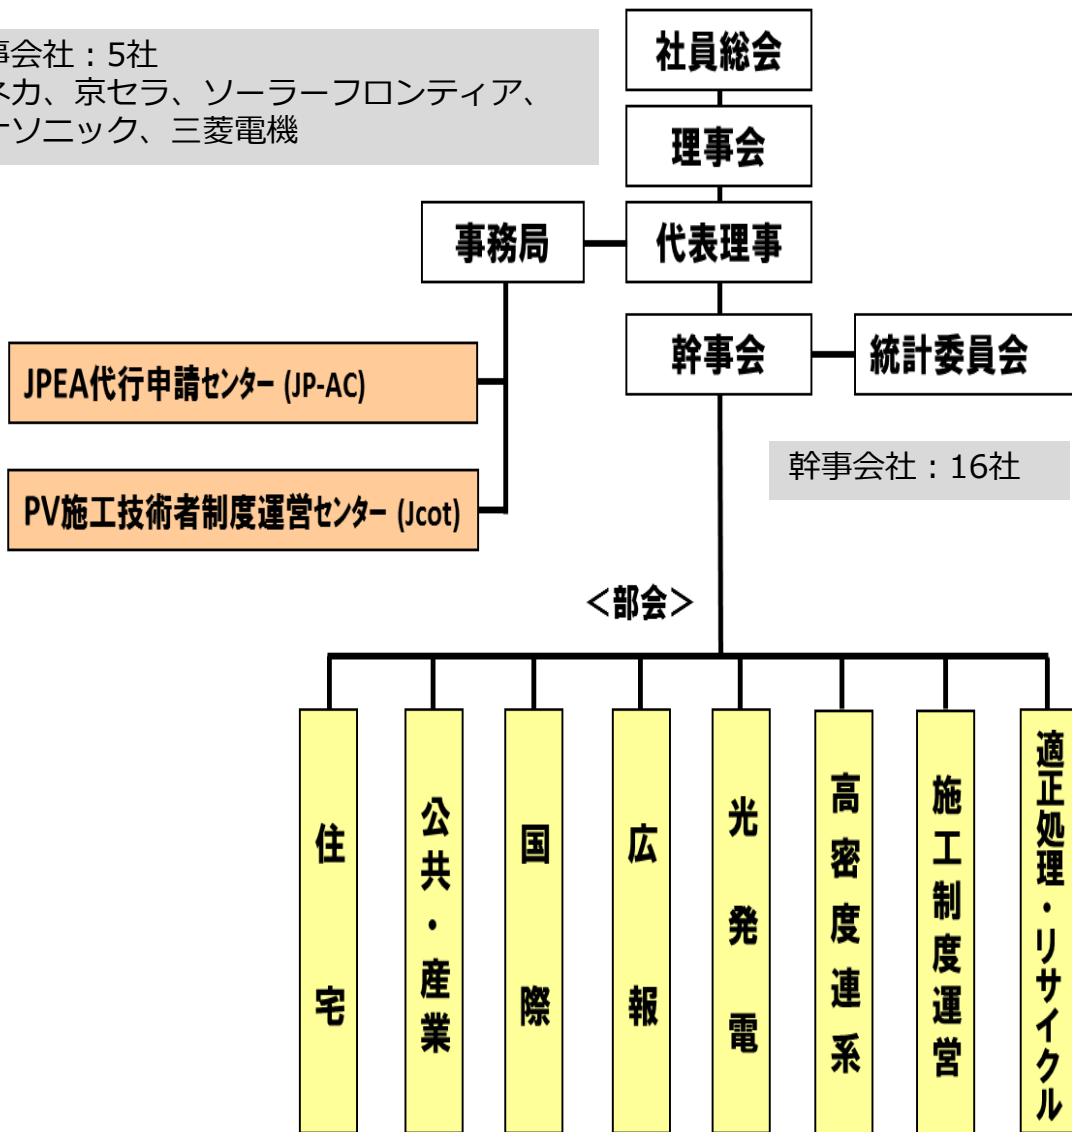 事会社：5社
ネカ、京セラ、ソーラーフロンティア、
ナソニック、三菱電機
社員総会
理事会
事務局
代表理事
幹事会
統計委員会
JPEA代行申請センター (JP-AC)
幹事会社：16社
PV施工技術者制度運営センター (Jcot)
＜部会＞
住宅
公共・産業
国際
広報
光発電
高密度連系
施工制度運営
適正処理・リサイクル